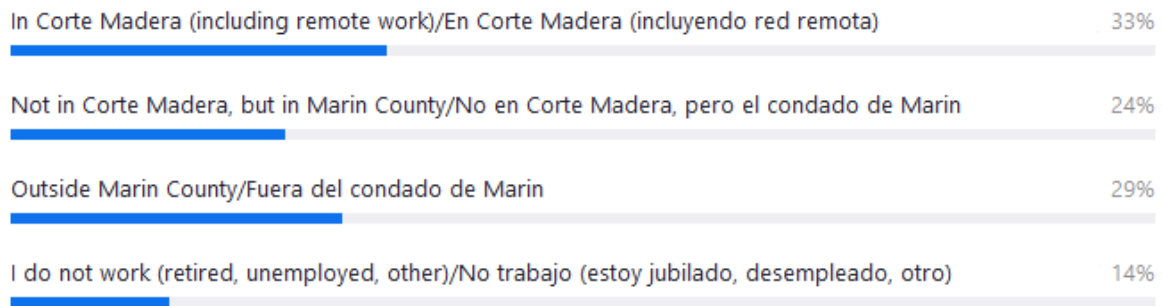 In Corte Madera (including remote work)/En Corte Madera (incluyendo red remota) 33%
Not in Corte Madera, but in Marin County/No en Corte Madera, pero el condado de Marin 24%
Outside Marin County/Fuera del condado de Marin 29%
I do not work (retired, unemployed, other)/No trabajo (estoy jubilado, desempleado, otro) 14%